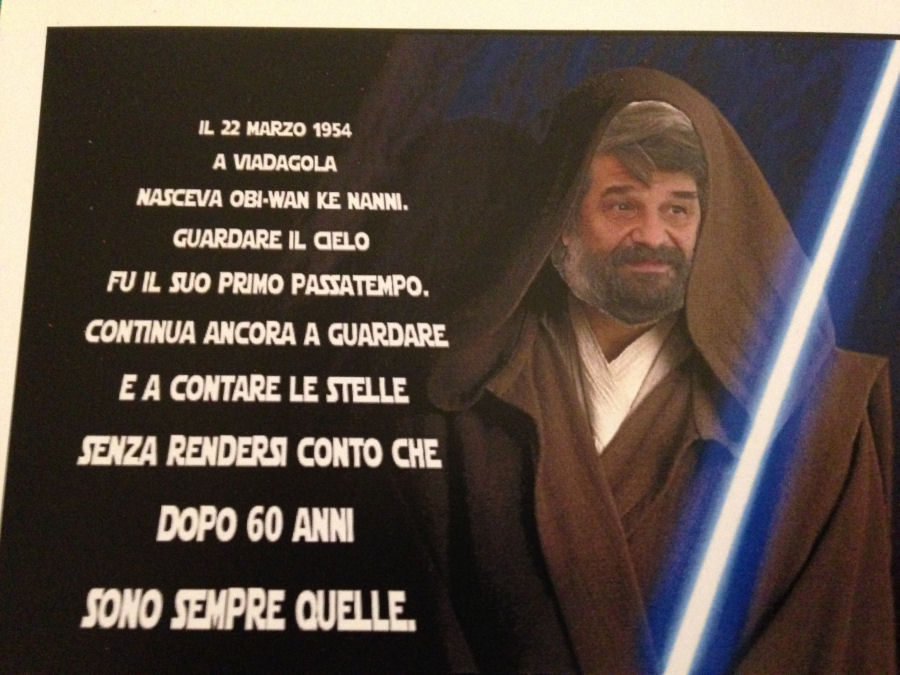 IL 22 MARZO 1954
A VIADAGOLA
NASCEVA OBI-WAN KE NANNI.
GUARDARE IL CIELO
FU IL SUO PRIMO PASSATEMPO.
CONTINUA ANCORA A GUARDARE
E A CONTARE LE STELLE
SENZA RENDERSI CONTO CHE
DOPO 60 ANNI
SONO SEMPRE QUELLE.